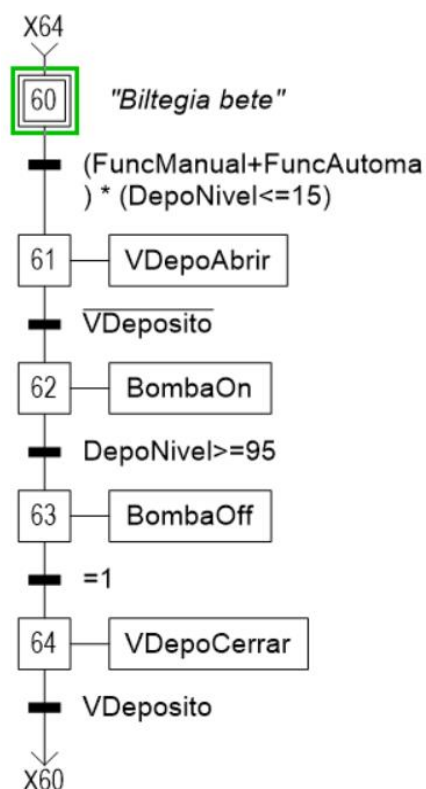 X64
60 "Biltegia bete"
(FuncManual+FuncAutoma
) * (DepoNivel<=15)
61 VDepoAbrir
V̅D̅e̅p̅o̅s̅i̅t̅o̅
62 BombaOn
DepoNivel>=95
63 BombaOff
=1
64 VDepoCerrar
VDeposito
X60